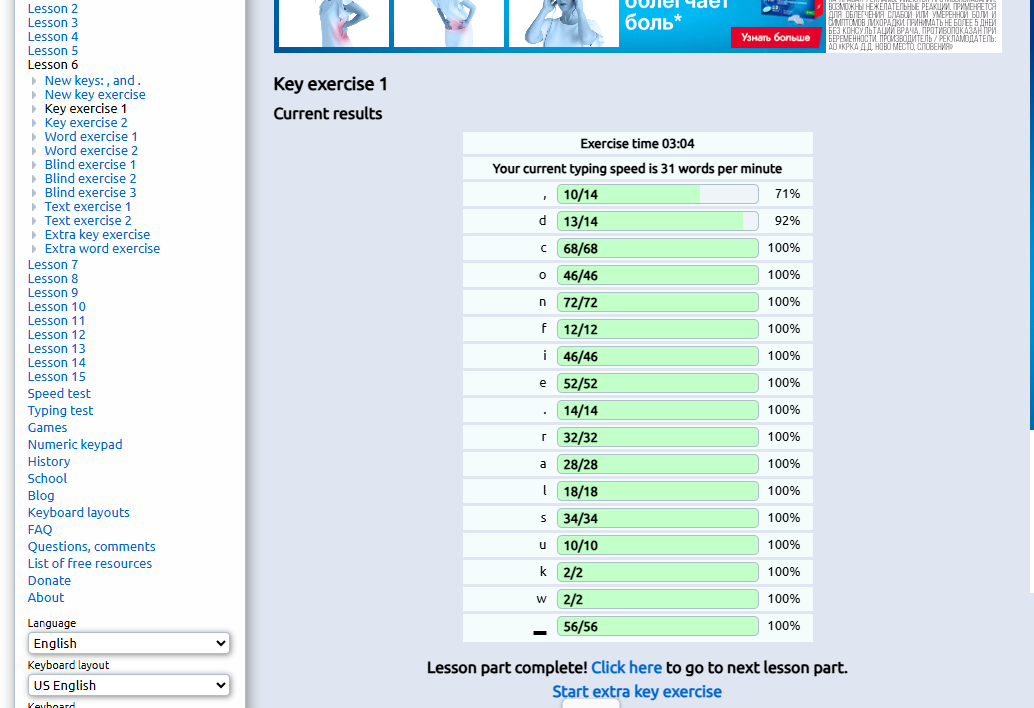 Lesson 2
Lesson 3
Lesson 4
Lesson 5
Lesson 6
New keys: , and .
New key exercise
Key exercise 1
Key exercise 2
Word exercise 1
Word exercise 2
Blind exercise 1
Blind exercise 2
Blind exercise 3
Text exercise 1
Text exercise 2
Extra key exercise
Extra word exercise
Lesson 7
Lesson 8
Lesson 9
Lesson 10
Lesson 11
Lesson 12
Lesson 13
Lesson 14
Lesson 15
Speed test
Typing test
Games
Numeric keypad
History
School
Blog
Keyboard layouts
FAQ
Questions, comments
List of free resources
Donate
About
Language
English
Keyboard layout
US English
Keyboard
облегчает
боль*
Узнать больше
ВОЗМОЖНЫ НЕЖЕЛАТЕЛЬНЫЕ РЕАКЦИИ. ПРИМЕНЯЕТСЯ
ДЛЯ ОБЛЕГЧЕНИЯ СЛАБОЙ ИЛИ УМЕРЕННОЙ БОЛИ И
СИМПТОМОВ ЛИХОРАДКИ. ПРИНИМАТЬ НЕ БОЛЕЕ 5 ДНЕЙ
БЕЗ КОНСУЛЬТАЦИИ ВРАЧА. ПРОТИВОПОКАЗАН ПРИ
БЕРЕМЕННОСТИ. ПРОИЗВОДИТЕЛЬ / РЕКЛАМОДАТЕЛЬ:
АО «КРКА Д.Д. НОВО МЕСТО, СЛОВЕНИЯ»
Key exercise 1
Current results
Exercise time 03:04
Your current typing speed is 31 words per minute
, 10/14 71%
d 13/14 92%
c 68/68 100%
o 46/46 100%
n 72/72 100%
f 12/12 100%
i 46/46 100%
e 52/52 100%
. 14/14 100%
r 32/32 100%
a 28/28 100%
l 18/18 100%
s 34/34 100%
u 10/10 100%
k 2/2 100%
w 2/2 100%
▂ 56/56 100%
Lesson part complete! Click here to go to next lesson part.
Start extra key exercise